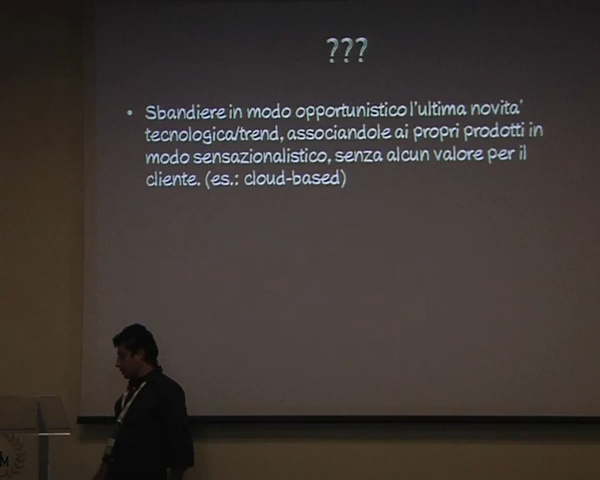 ???
• Sbandiere in modo opportunistico l'ultima novita'
tecnologica/trend, associandole ai propri prodotti in
modo sensazionalistico, senza alcun valore per il
cliente. (es.: cloud-based)
M